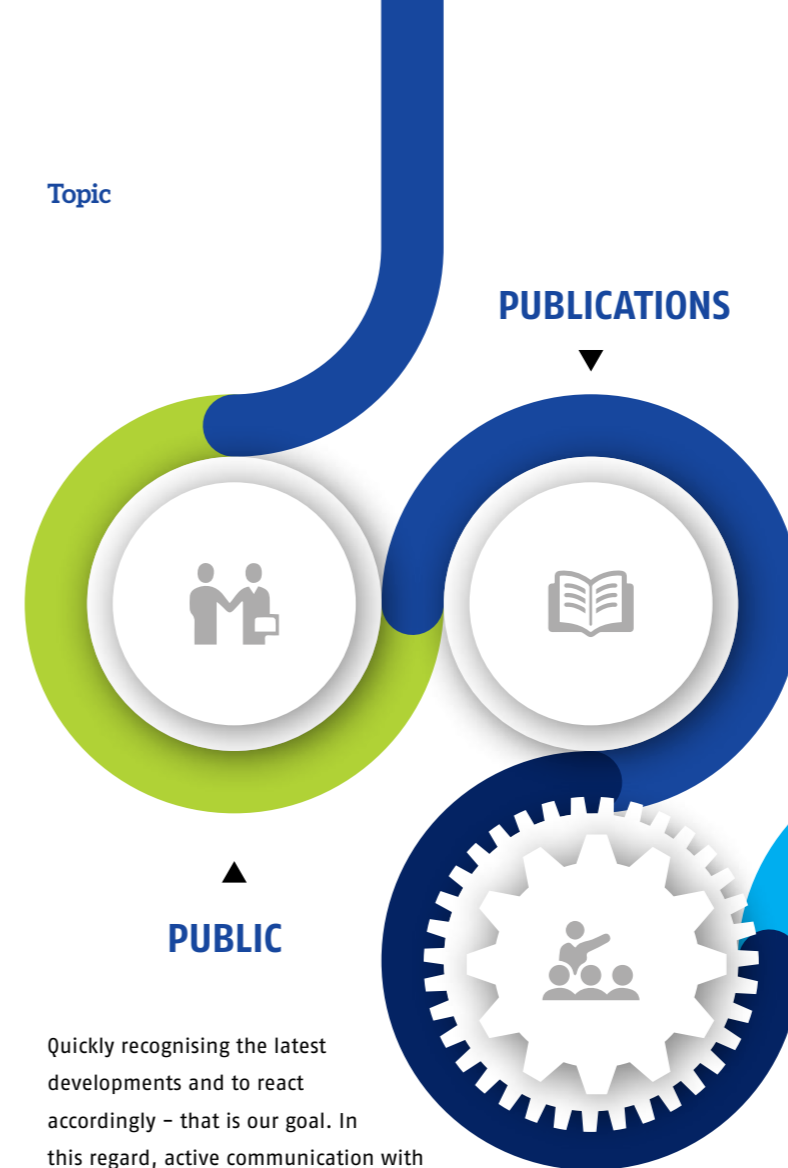 Topic
PUBLICATIONS
PUBLIC
Quickly recognising the latest
developments and to react
accordingly – that is our goal. In
this regard, active communication with